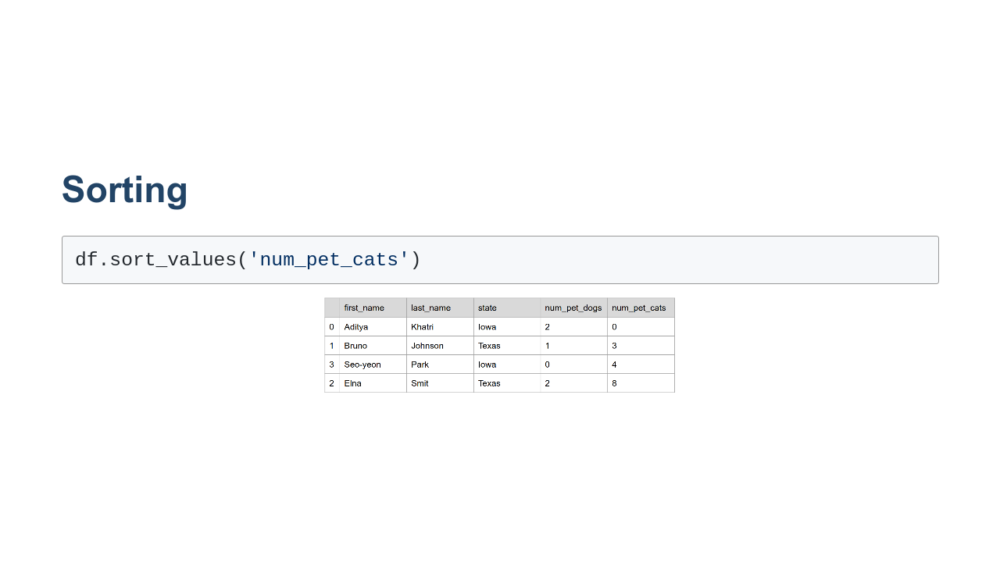 Sorting
df.sort_values('num_pet_cats')
first_name last_name state num_pet_dogs num_pet_cats
0 Aditya Khatri Iowa 2 0
1 Bruno Johnson Texas 1 3
3 Seo-yeon Park Iowa 0 4
2 Elna Smit Texas 2 8